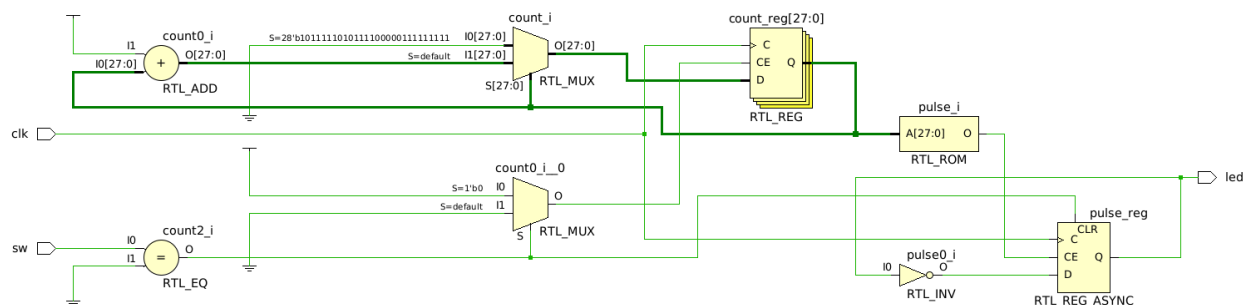 count_i
count_reg[27:0]
count0_i
S=28'b1011111010111100000111111111
I0[27:0]
O[27:0]
C
I1
O[27:0]
S=default
I1[27:0]
CE
Q
I0[27:0]
+
D
RTL_ADD
S[27:0]
RTL_MUX
pulse_i
RTL_REG
clk
A[27:0]
O
RTL_ROM
count0_i__0
led
S=1'b0
I0
O
S=default
I1
pulse_reg
count2_i
S
RTL_MUX
CLR
sw
I0
C
O
pulse0_i
CE
Q
I1
=
I0
O
D
RTL_EQ
RTL_INV
RTL_REG_ASYNC